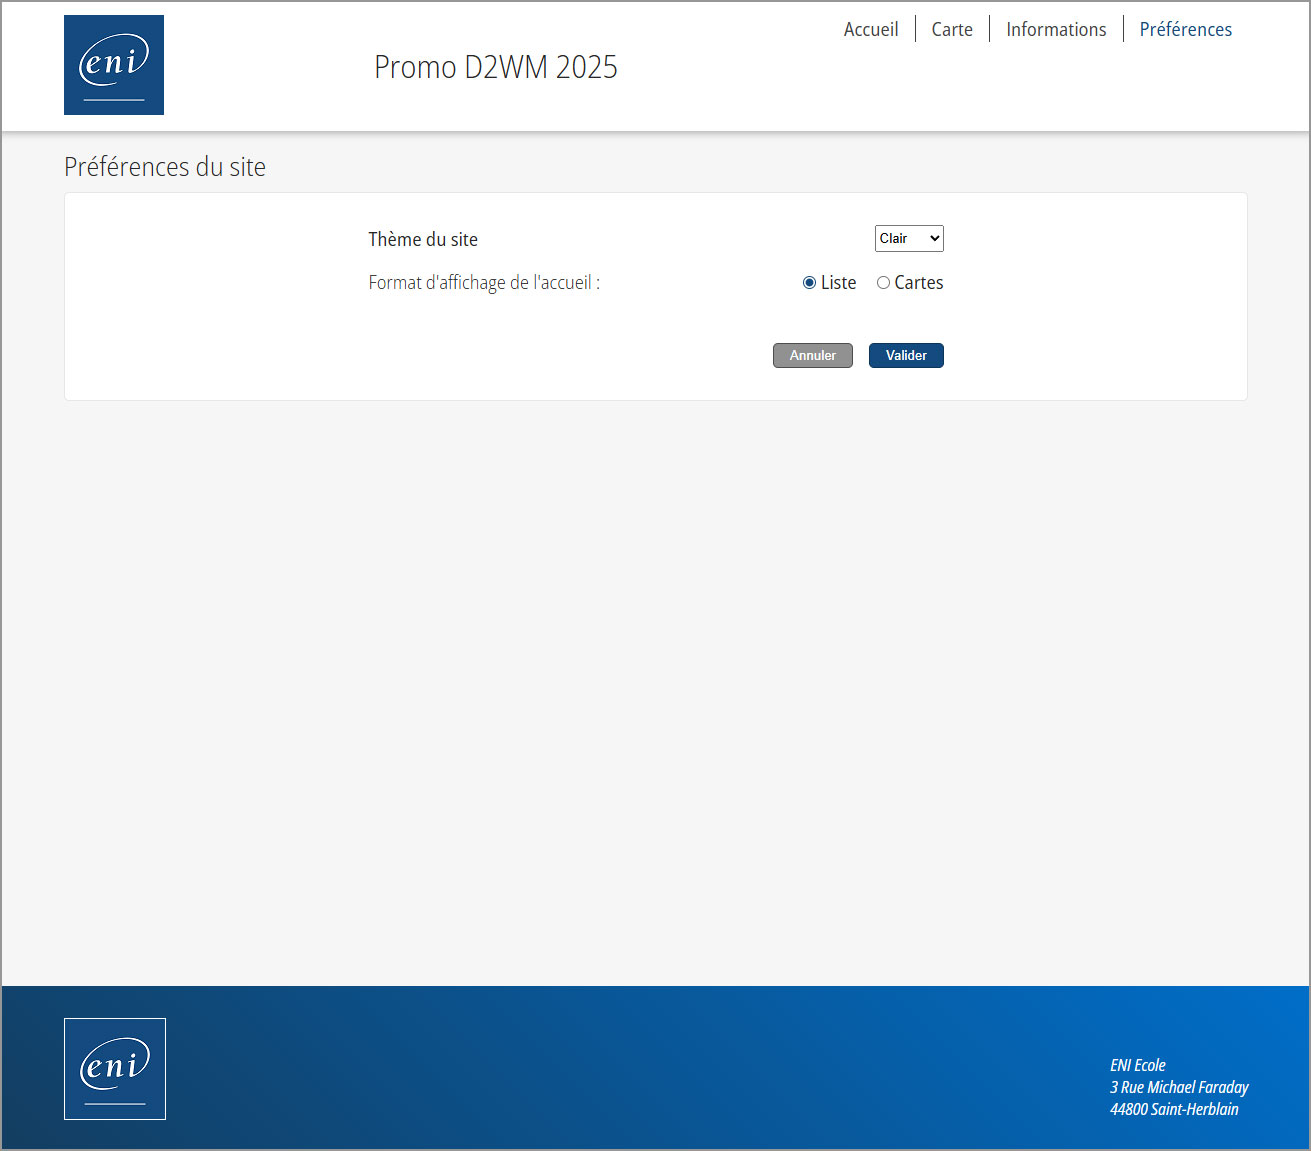 eni
Accueil
Carte
Informations
Préférences
Promo D2WM 2025
Préférences du site
Thème du site
Clair
Format d'affichage de l'accueil :
Liste
Cartes
Annuler
Valider
eni
ENI Ecole
3 Rue Michael Faraday
44800 Saint-Herblain